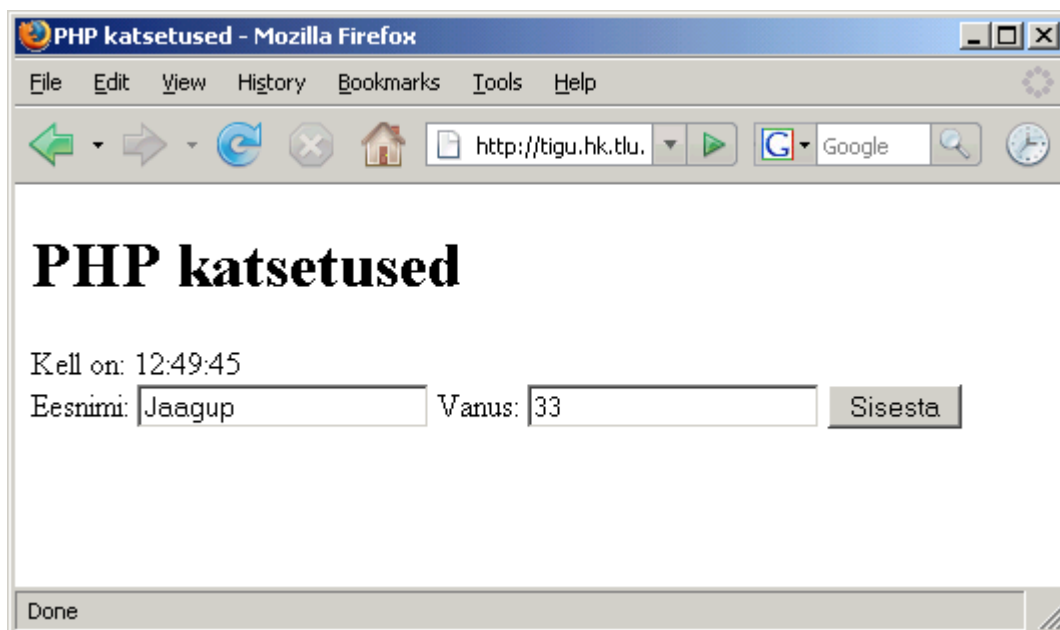 PHP katsetused - Mozilla Firefox
File Edit View History Bookmarks Tools Help
http://tigu.hk.tlu. G Google
PHP katsetused
Kell on: 12:49:45
Eesnimi: Jaagup Vanus: 33 Sisesta
Done